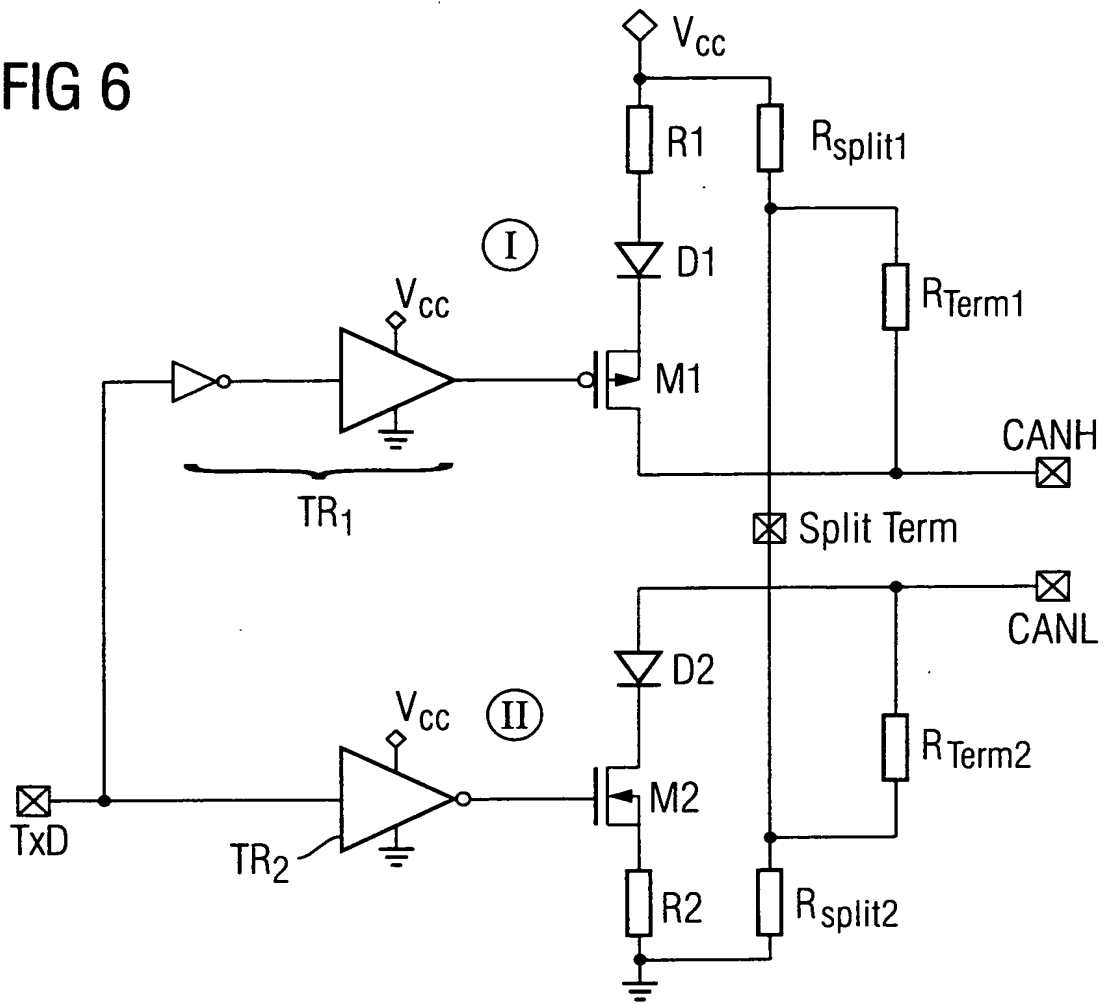 FIG 6
Vcc
R1
Rsplit1
I
D1
RTerm1
Vcc
M1
CANH
TR1
Split Term
CANL
D2
Vcc
II
RTerm2
M2
TxD
TR2
R2
Rsplit2